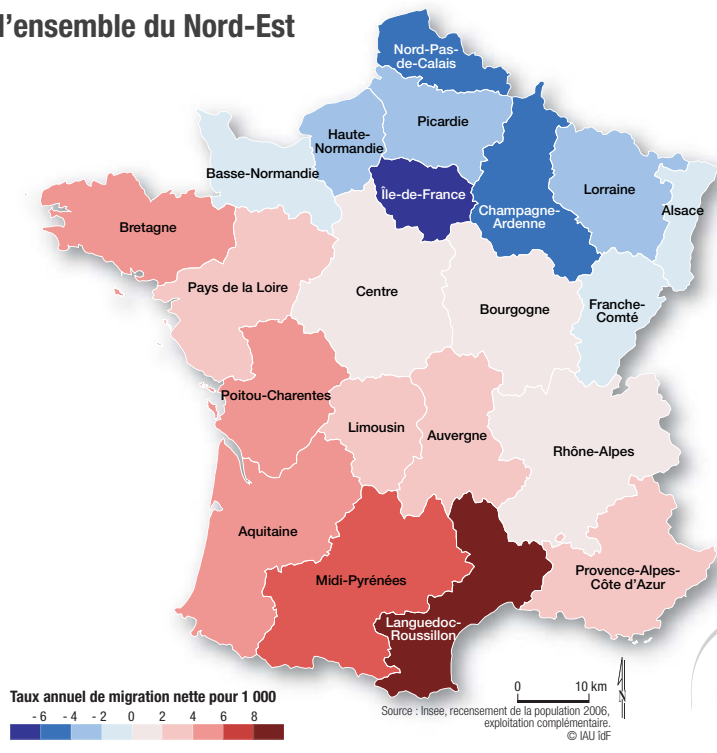 l'ensemble du Nord-Est
Nord-Pas-
de-Calais
Picardie
Haute-
Normandie
Basse-Normandie
Île-de-France
Champagne-
Ardenne
Lorraine
Alsace
Bretagne
Pays de la Loire
Centre
Bourgogne
Franche-
Comté
Poitou-Charentes
Limousin
Auvergne
Rhône-Alpes
Aquitaine
Midi-Pyrénées
Provence-Alpes-
Côte d'Azur
Languedoc-
Roussillon
Taux annuel de migration nette pour 1 000
- 6 - 4 - 2 0 2 4 6 8
0 10 km
N
Source : Insee, recensement de la population 2006,
exploitation complémentaire.
© IAU îdF